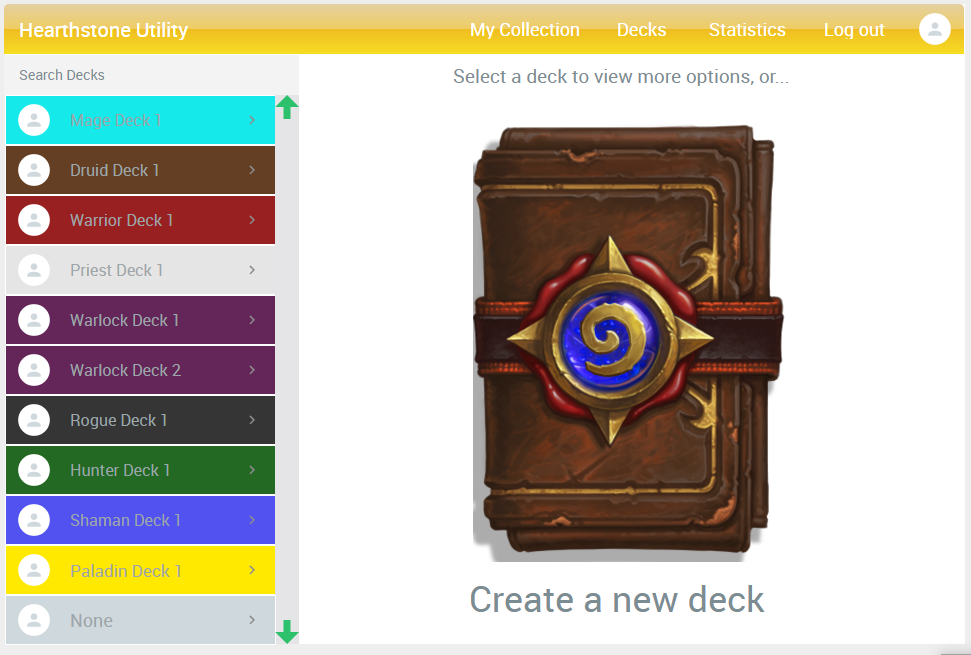 Hearthstone Utility
My Collection
Decks
Statistics
Log out
Search Decks
Select a deck to view more options, or...
Mage Deck 1
Druid Deck 1
Warrior Deck 1
Priest Deck 1
Warlock Deck 1
Warlock Deck 2
Rogue Deck 1
Hunter Deck 1
Shaman Deck 1
Paladin Deck 1
None
Create a new deck